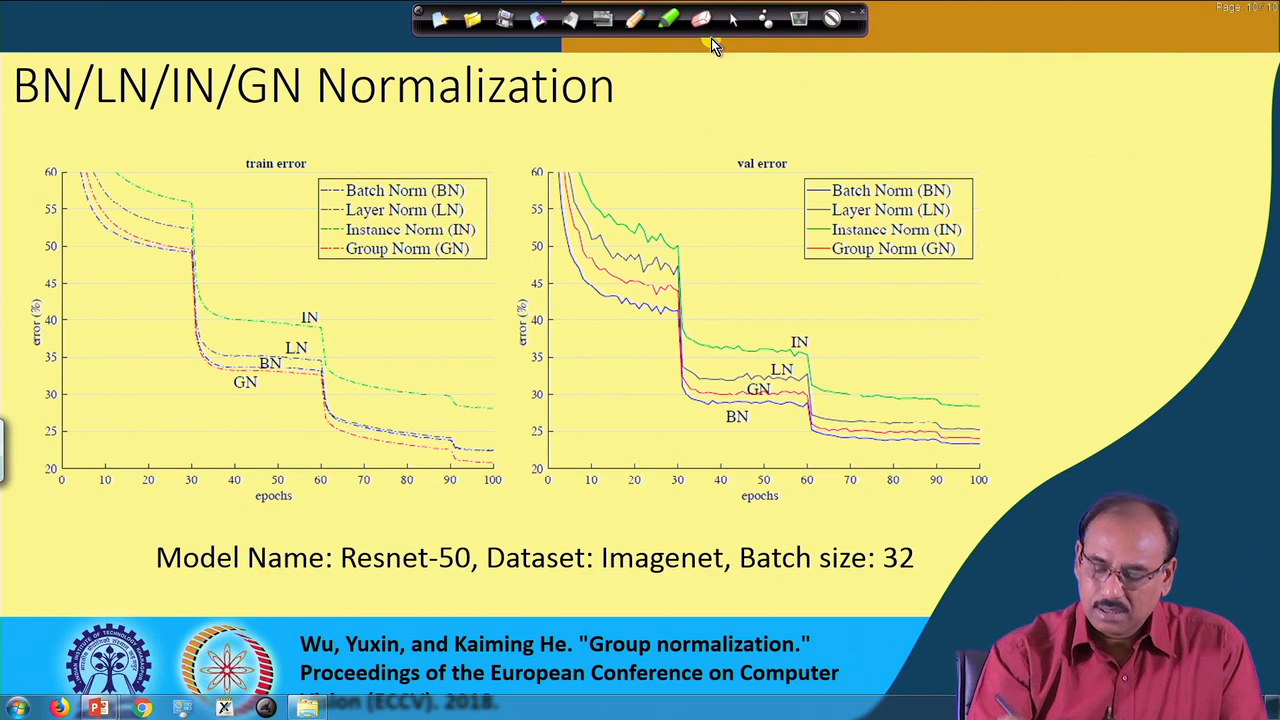 Page: 10/10
BN/LN/IN/GN Normalization
train error
60
55
50
45
40
35
30
25
20
error (%)
Batch Norm (BN)
Layer Norm (LN)
Instance Norm (IN)
Group Norm (GN)
IN
LN
BN
GN
0 10 20 30 40 50 60 70 80 90 100
epochs
val error
60
55
50
45
40
35
30
25
20
error (%)
Batch Norm (BN)
Layer Norm (LN)
Instance Norm (IN)
Group Norm (GN)
IN
LN
GN
BN
0 10 20 30 40 50 60 70 80 90 100
epochs
Model Name: Resnet-50, Dataset: Imagenet, Batch size: 32
Wu, Yuxin, and Kaiming He. "Group normalization."
Proceedings of the European Conference on Computer
Vision (ECCV). 2018.